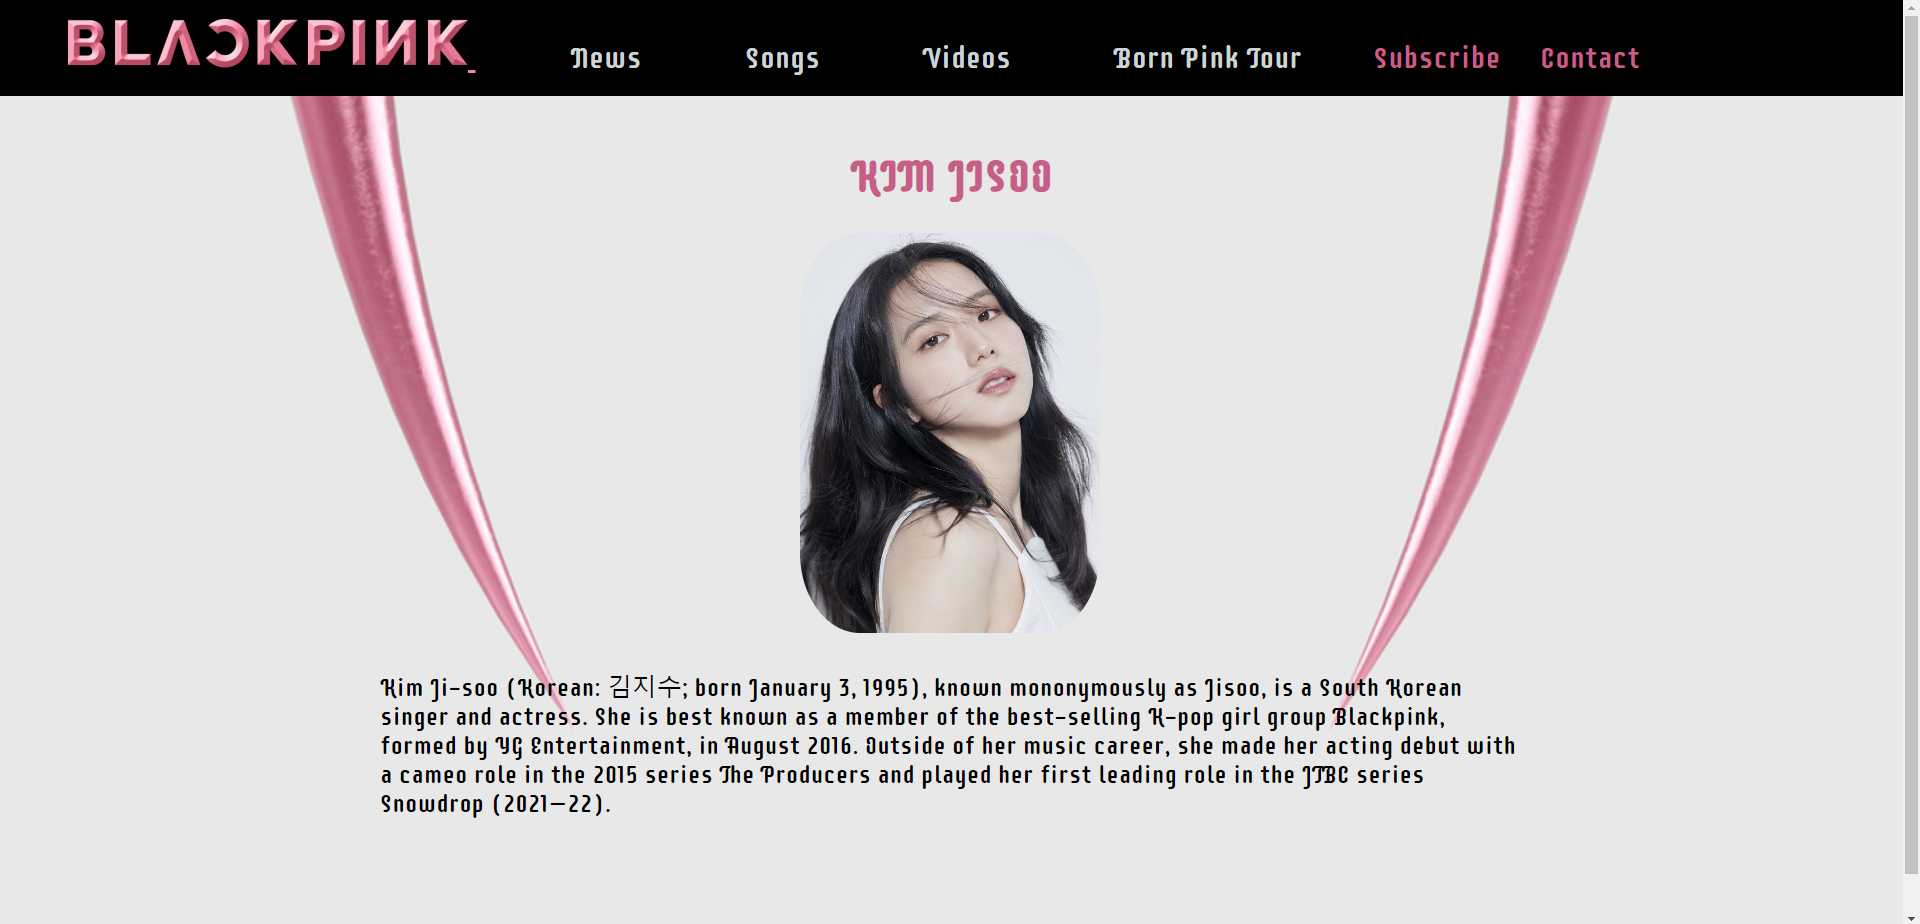 BLACKPINK
News Songs Videos Born Pink Tour Subscribe Contact
KIM JISOO
Kim Ji-soo (Korean: 김지수; born January 3, 1995), known mononymously as Jisoo, is a South Korean
singer and actress. She is best known as a member of the best-selling K-pop girl group Blackpink,
formed by YG Entertainment, in August 2016. Outside of her music career, she made her acting debut with
a cameo role in the 2015 series The Producers and played her first leading role in the JTBC series
Snowdrop (2021–22).